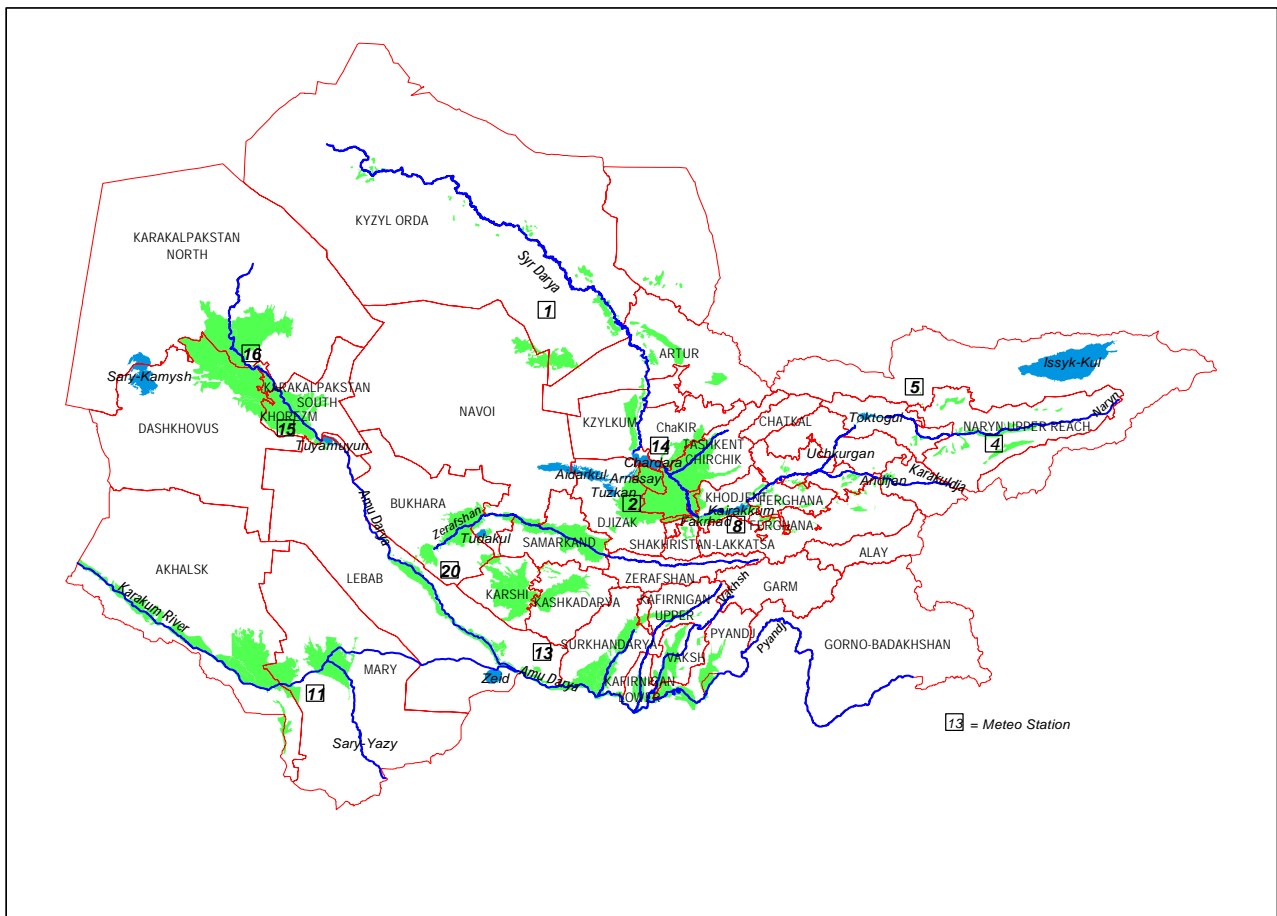 KYZYL ORDA
KARAKALPAKSTAN
NORTH
Syr Darya
1
16
ARTUR
Issyk-Kul
Sary-Kamysh
KARAKALPAKSTAN
SOUTH
5
NAVOI
KHOREZM
DASHKHOVUS
15
Tuyamuyun
KZYLKUM
ChaKIR
CHATKAL
Toktogul
Naryn
NARYN UPPER REACH
14
TASHKENT
CHIRCHIK
4
Uchkurgan
Chardara
Aidarkul
Arnasay
Karakuldja
Andijan
Tuzkan
2
KHODJENT
FERGHANA
Kairakkum
BUKHARA
Amu Darya
Zerafshan
DJIZAK
Farkhad
8
FERGHANA
Tudakul
SAMARKAND
SHAKHRISTAN-LAKKATSA
ALAY
AKHALSK
LEBAB
20
ZERAFSHAN
GARM
Karakum River
KARSHI
KASHKADARYA
KAFIRNIGAN
UPPER
Vakhsh
SURKHANDARYA
PYANDJ
Pyandj
GORNO-BADAKHSHAN
13
VAKSH
MARY
Zeid
Amu Darya
KAFIRNIGAN
LOWER
11
Sary-Yazy
13 = Meteo Station